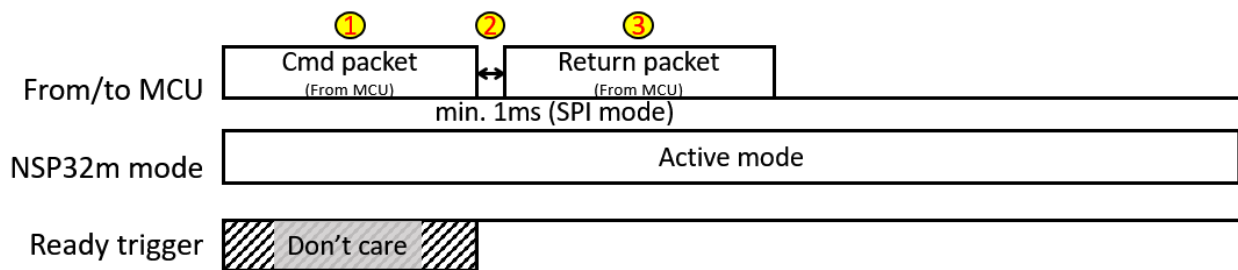 1 2 3
From/to MCU
Cmd packet
(From MCU)
Return packet
(From MCU)
min. 1ms (SPI mode)
NSP32m mode
Active mode
Ready trigger
Don’t care